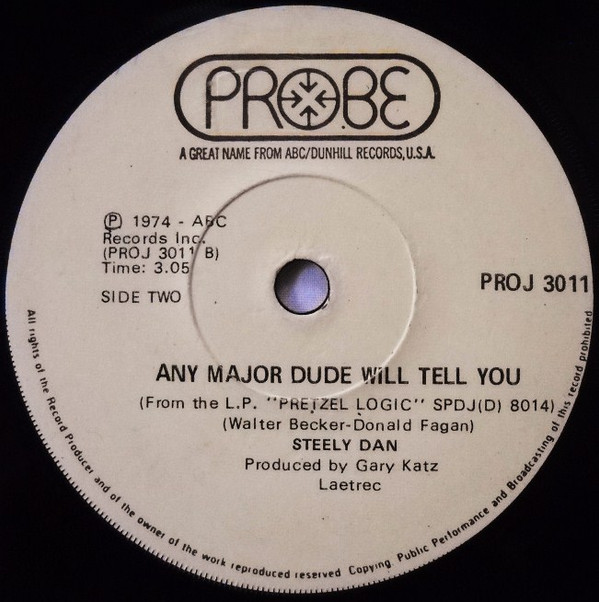 PROBE
A GREAT NAME FROM ABC/DUNHILL RECORDS, U.S.A.
Ⓟ 1974 - ABC
Records Inc.
(PROJ 3011 B)
Time: 3.05
SIDE TWO
PROJ 3011
ANY MAJOR DUDE WILL TELL YOU
(From the L.P. "PRETZEL LOGIC" SPDJ(D) 8014)
(Walter Becker-Donald Fagan)
STEELY DAN
Produced by Gary Katz
Laetrec
All rights of the Record Producer and of the owner of the work reproduced reserved Copying, Public Performance and Broadcasting of this record prohibited